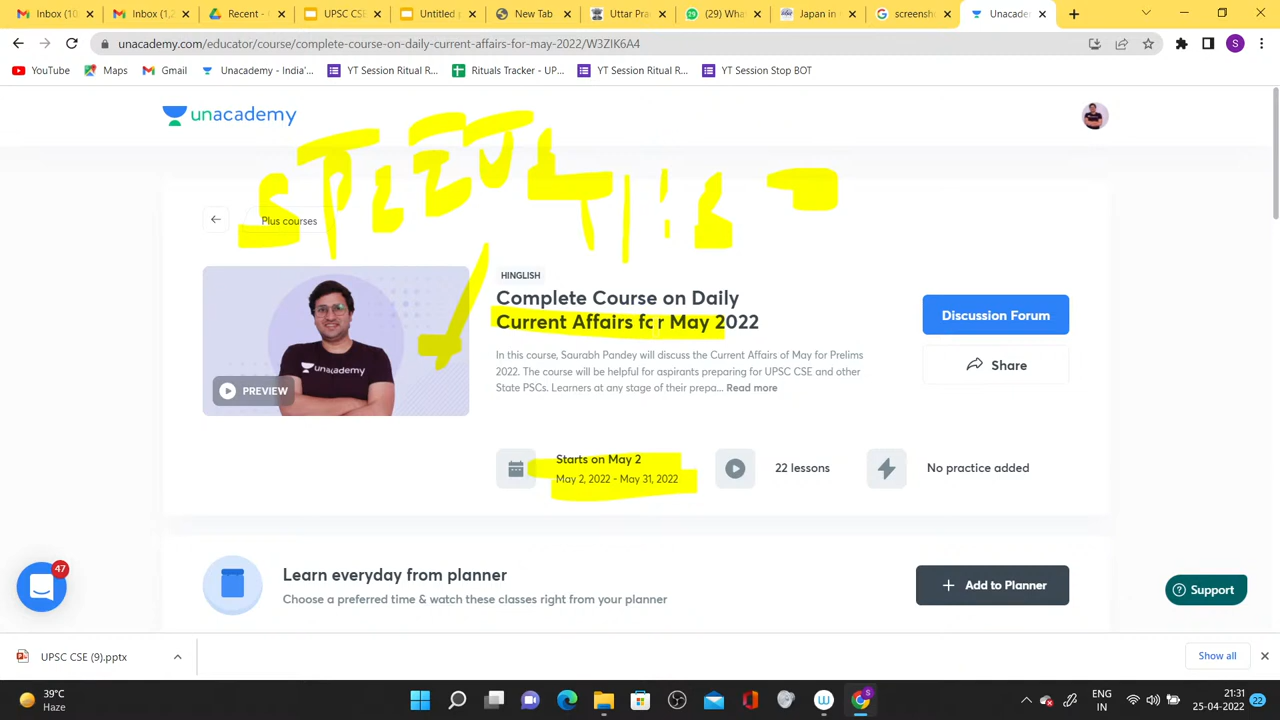 Inbox (10
Inbox (1,2
Recent -
UPSC CSE
Untitled p
New Tab
Uttar Pra
(29) Wha
Japan in
screensho
Unacadem
unacademy.com/educator/course/complete-course-on-daily-current-affairs-for-may-2022/W3ZIK6A4
YouTube
Maps
Gmail
Unacademy - India'...
YT Session Ritual R...
Rituals Tracker - UP...
YT Session Ritual R...
YT Session Stop BOT
unacademy
S
Plus courses
HINGLISH
Complete Course on Daily
Current Affairs for May 2022
In this course, Saurabh Pandey will discuss the Current Affairs of May for Prelims
2022. The course will be helpful for aspirants preparing for UPSC CSE and other
State PSCs. Learners at any stage of their prepa... Read more
unacademy
PREVIEW
Discussion Forum
Share
Starts on May 2
May 2, 2022 - May 31, 2022
22 lessons
No practice added
Learn everyday from planner
Choose a preferred time & watch these classes right from your planner
Add to Planner
47
Support
UPSC CSE (9).pptx
Show all
39°C
Haze
ENG
IN
21:31
25-04-2022
22